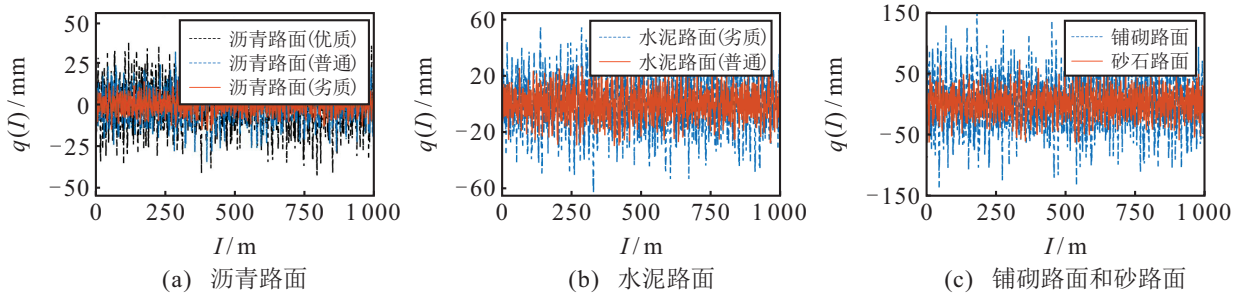 50
25
0
−25
−50
q(I) / mm
沥青路面(优质)
沥青路面(普通)
沥青路面(劣质)
0 250 500 750 1 000
I / m
(a) 沥青路面
60
20
−20
−60
q(I) / mm
水泥路面(劣质)
水泥路面(普通)
0 250 500 750 1 000
I / m
(b) 水泥路面
150
50
−50
−150
q(I) / mm
铺砌路面
砂石路面
0 250 500 750 1 000
I / m
(c) 铺砌路面和砂路面